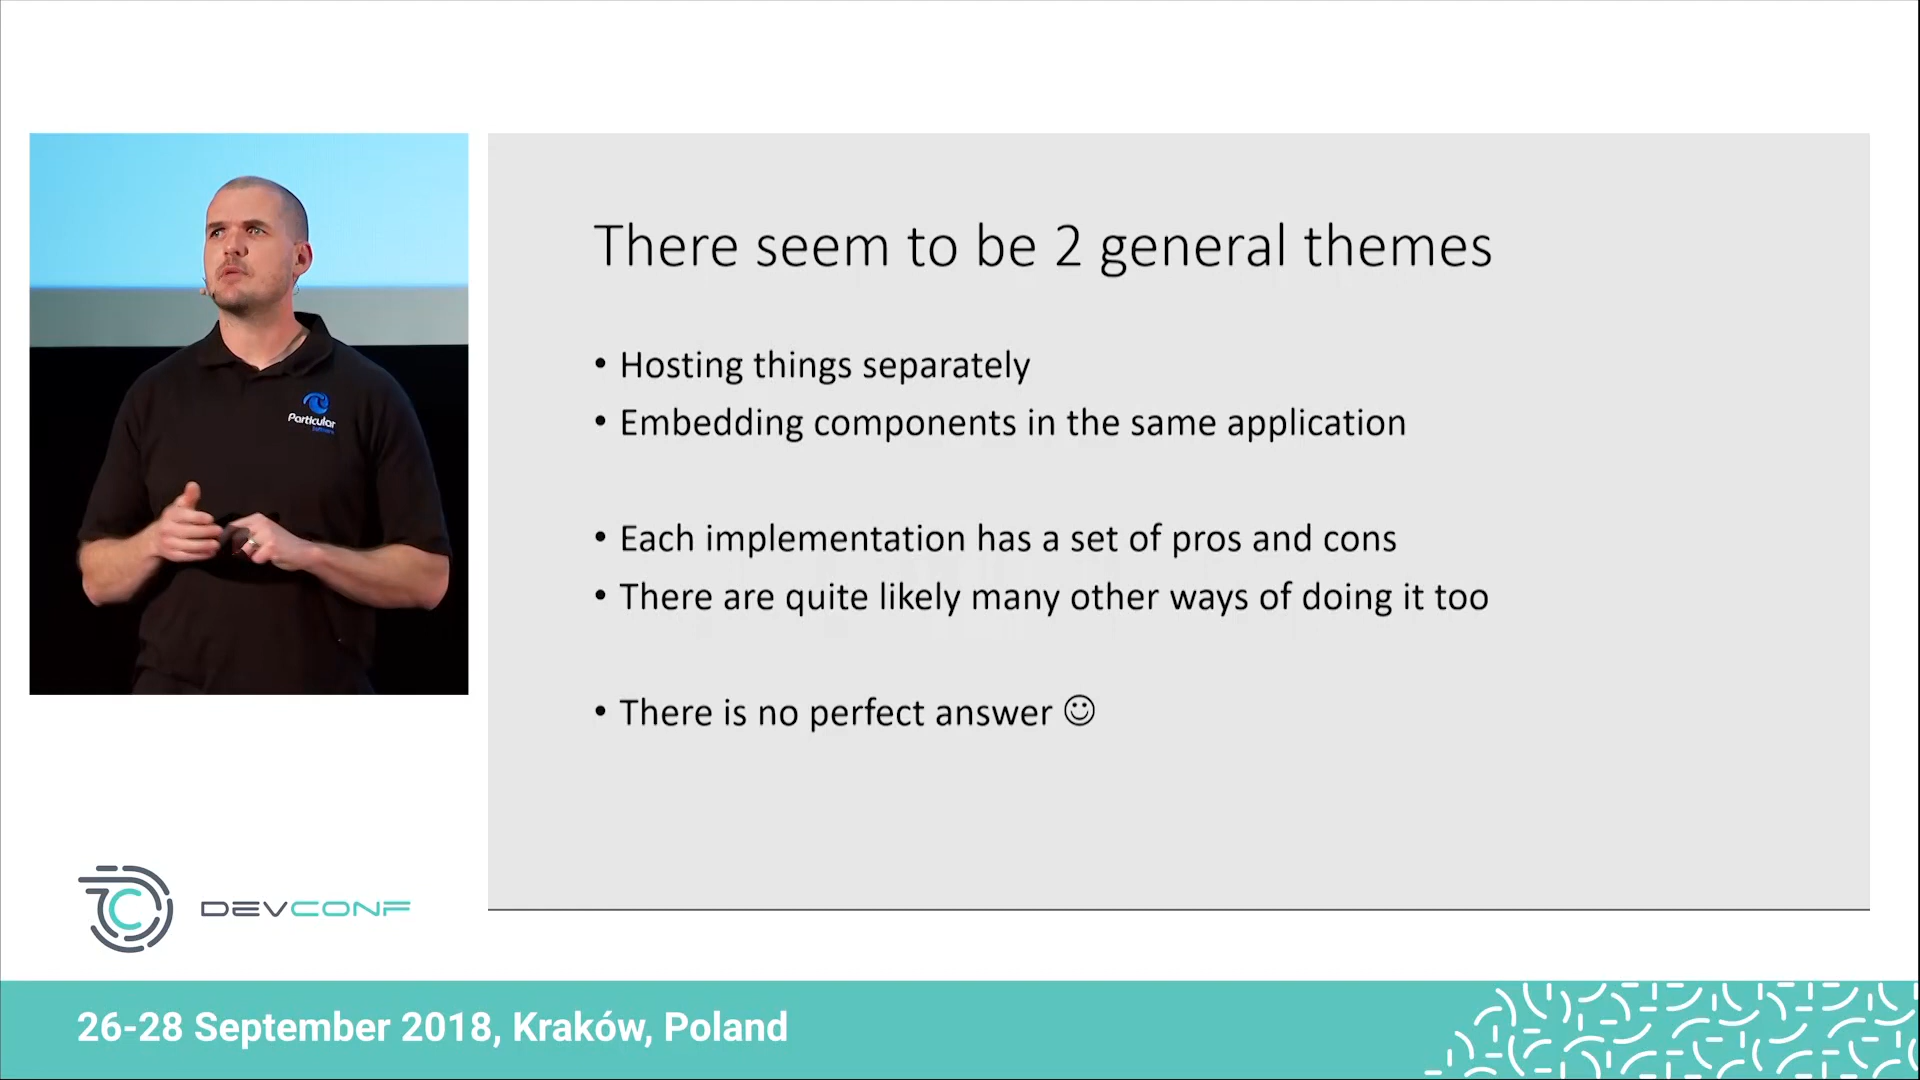 There seem to be 2 general themes
• Hosting things separately
• Embedding components in the same application
• Each implementation has a set of pros and cons
• There are quite likely many other ways of doing it too
• There is no perfect answer ☺
Particular
DEVCONF
26-28 September 2018, Kraków, Poland